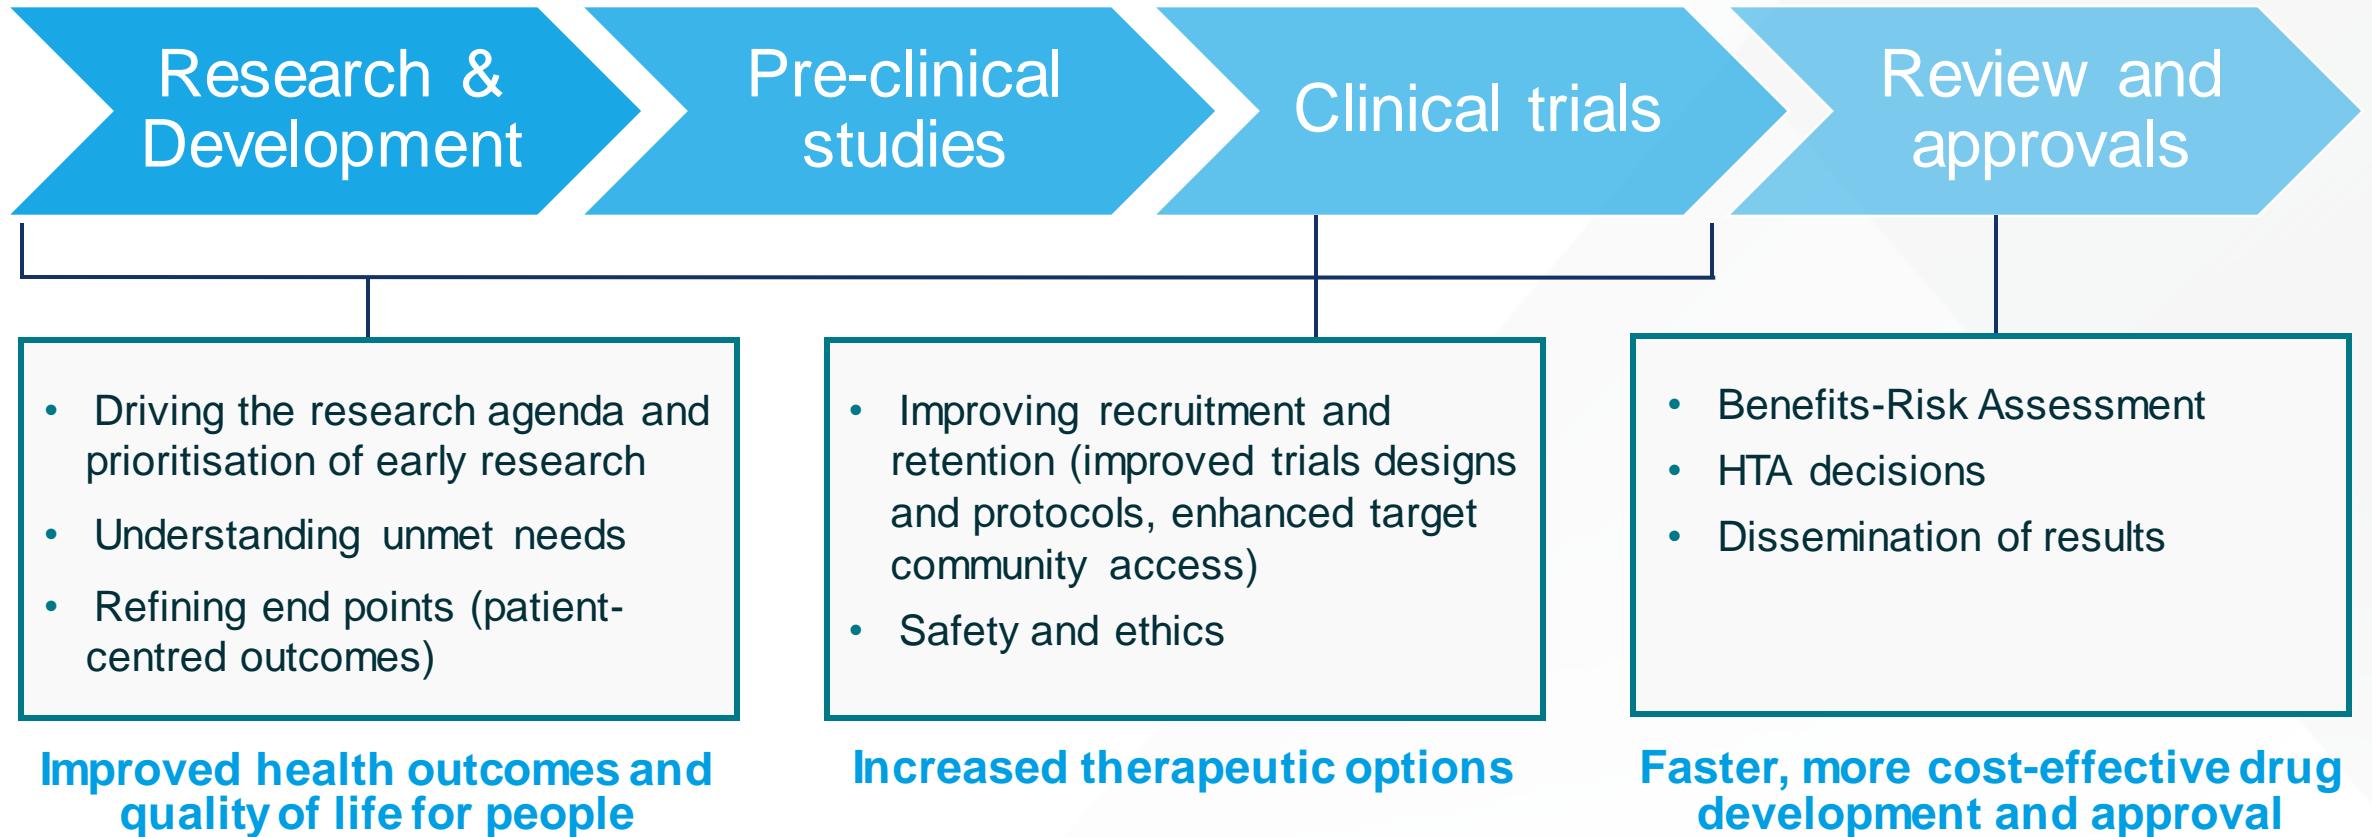 Research &
Development
Pre-clinical
studies
Clinical trials
Review and
approvals
• Driving the research agenda and
prioritisation of early research
• Understanding unmet needs
• Refining end points (patient-
centred outcomes)
• Improving recruitment and
retention (improved trials designs
and protocols, enhanced target
community access)
• Safety and ethics
• Benefits-Risk Assessment
• HTA decisions
• Dissemination of results
Improved health outcomes and
quality of life for people
Increased therapeutic options
Faster, more cost-effective drug
development and approval